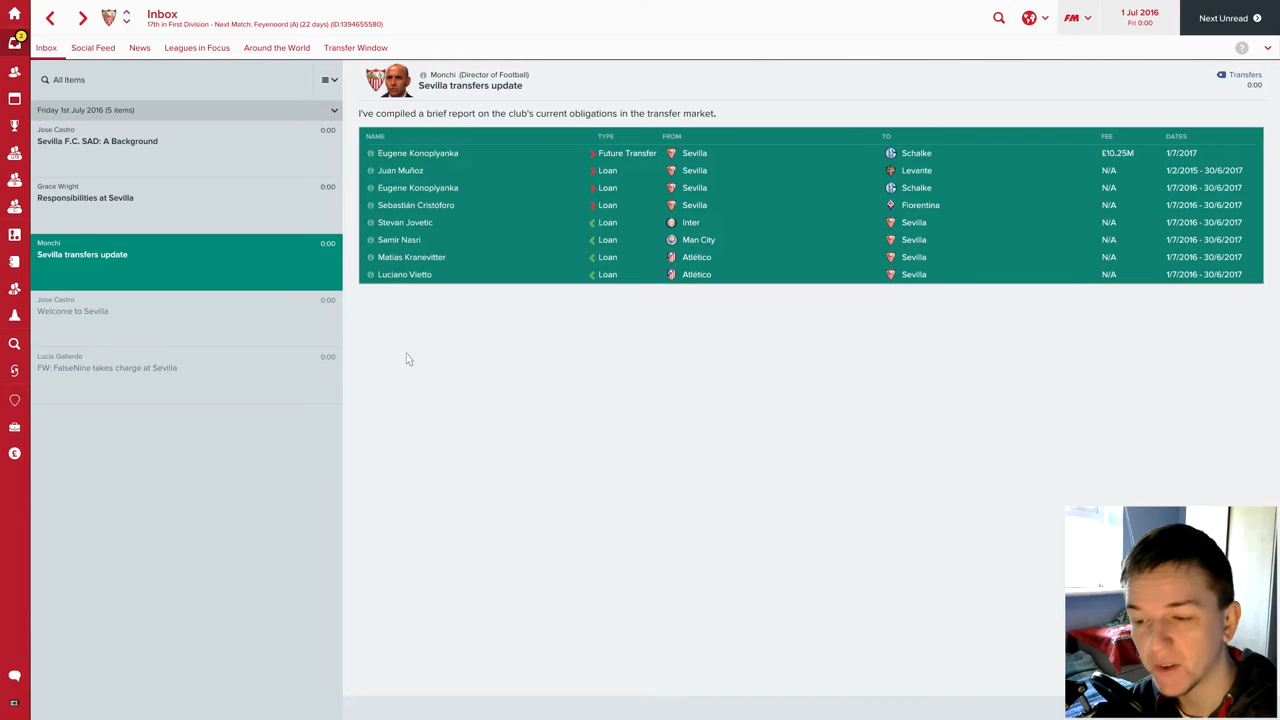 Inbox
17th in First Division - Next Match: Feyenoord (A) (22 days) (ID:1394655580)
FM
1 Jul 2016
Fri 0:00
Next Unread
2
Inbox
Social Feed
News
Leagues in Focus
Around the World
Transfer Window
?
All Items
Friday 1st July 2016 (5 items)
Jose Castro 0:00
Sevilla F.C. SAD: A Background
Grace Wright 0:00
Responsibilities at Sevilla
Monchi 0:00
Sevilla transfers update
Jose Castro 0:00
Welcome to Sevilla
Lucía Gallardo 0:00
FW: FalseNine takes charge at Sevilla
Monchi (Director of Football)
Sevilla transfers update
Transfers
0:00
I've compiled a brief report on the club's current obligations in the transfer market.
NAME TYPE FROM TO FEE DATES
Eugene Konoplyanka Future Transfer Sevilla Schalke £10.25M 1/7/2017
Juan Muñoz Loan Sevilla Levante N/A 1/2/2015 - 30/6/2017
Eugene Konoplyanka Loan Sevilla Schalke N/A 1/7/2016 - 30/6/2017
Sebastián Cristóforo Loan Sevilla Fiorentina N/A 1/7/2016 - 30/6/2017
Stevan Jovetic Loan Inter Sevilla N/A 1/7/2016 - 30/6/2017
Samir Nasri Loan Man City Sevilla N/A 1/7/2016 - 30/6/2017
Matías Kranevitter Loan Atlético Sevilla N/A 1/7/2016 - 30/6/2017
Luciano Vietto Loan Atlético Sevilla N/A 1/7/2016 - 30/6/2017